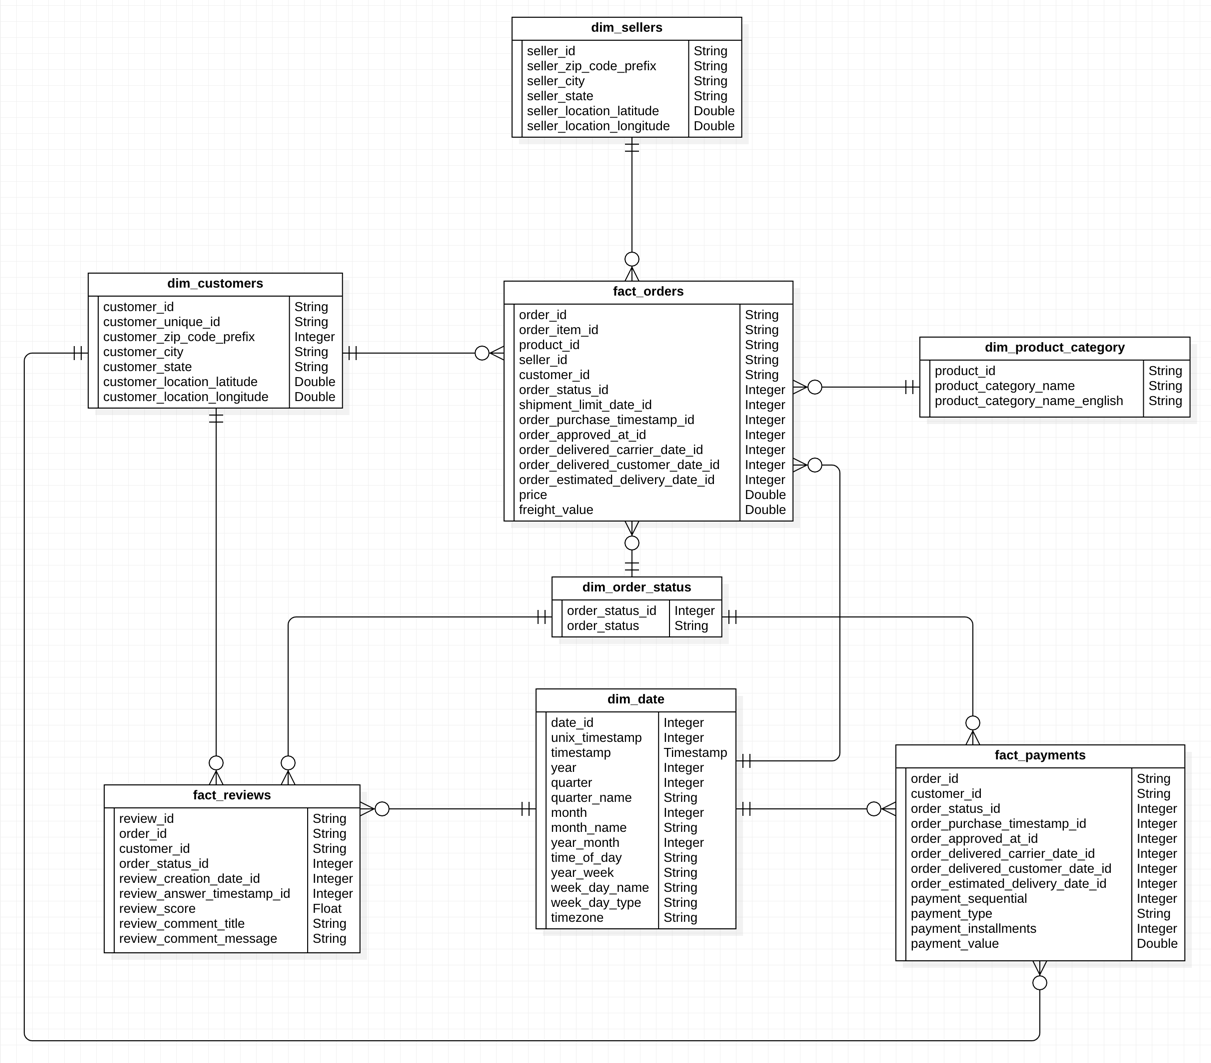 dim_sellers
seller_id String
seller_zip_code_prefix String
seller_city String
seller_state String
seller_location_latitude Double
seller_location_longitude Double
dim_customers
customer_id String
customer_unique_id String
customer_zip_code_prefix Integer
customer_city String
customer_state String
customer_location_latitude Double
customer_location_longitude Double
fact_orders
order_id String
order_item_id String
product_id String
seller_id String
customer_id String
order_status_id Integer
shipment_limit_date_id Integer
order_purchase_timestamp_id Integer
order_approved_at_id Integer
order_delivered_carrier_date_id Integer
order_delivered_customer_date_id Integer
order_estimated_delivery_date_id Integer
price Double
freight_value Double
dim_product_category
product_id String
product_category_name String
product_category_name_english String
dim_order_status
order_status_id Integer
order_status String
dim_date
date_id Integer
unix_timestamp Integer
timestamp Timestamp
year Integer
quarter Integer
quarter_name String
month Integer
month_name String
year_month Integer
time_of_day String
year_week String
week_day_name String
week_day_type String
timezone String
fact_reviews
review_id String
order_id String
customer_id String
order_status_id Integer
review_creation_date_id Integer
review_answer_timestamp_id Integer
review_score Float
review_comment_title String
review_comment_message String
fact_payments
order_id String
customer_id String
order_status_id Integer
order_purchase_timestamp_id Integer
order_approved_at_id Integer
order_delivered_carrier_date_id Integer
order_delivered_customer_date_id Integer
order_estimated_delivery_date_id Integer
payment_sequential Integer
payment_type String
payment_installments Integer
payment_value Double